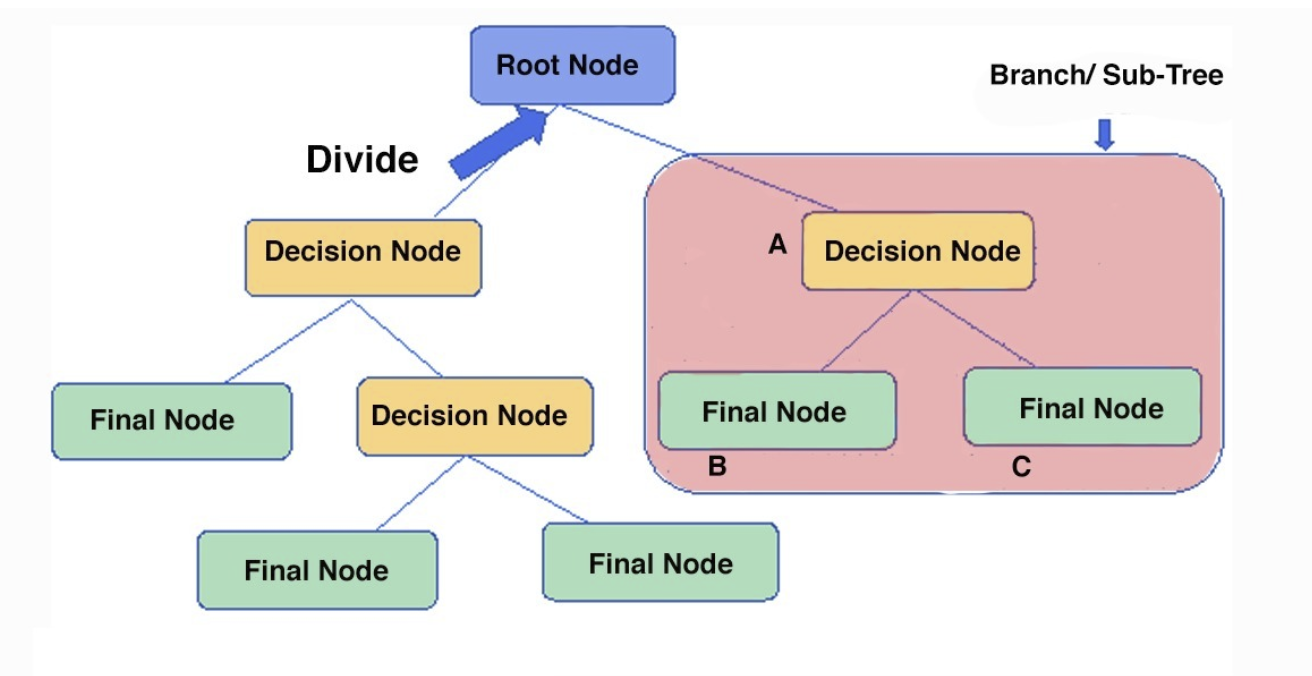 Root Node
Branch/ Sub-Tree
Divide
Decision Node
A
Decision Node
Final Node
Decision Node
Final Node
Final Node
B
C
Final Node
Final Node